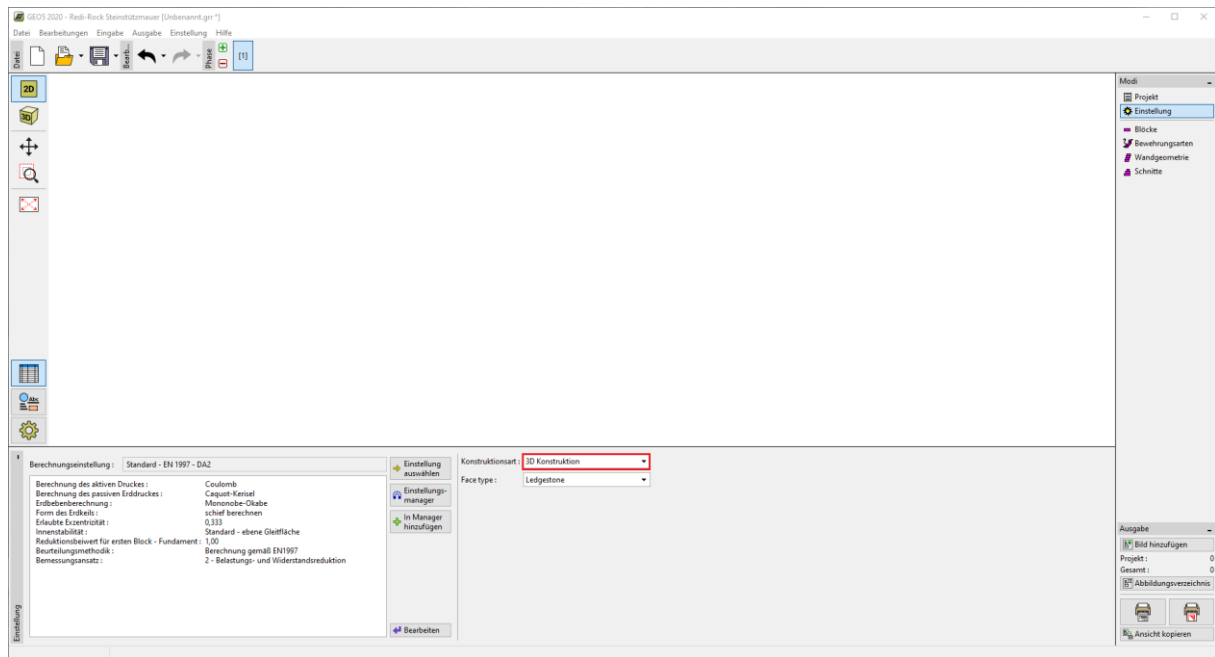 GEO5 2020 - Redi-Rock Steinstützmauer [Unbenannt.grr *]
Datei Bearbeitungen Eingabe Ausgabe Einstellung Hilfe
Datei
Bearb...
Phase
[1]
2D
3D
Abc
Modi
Projekt
Einstellung
Blöcke
Bewehrungsarten
Wandgeometrie
Schnitte
Einstellung
Berechnungseinstellung : Standard - EN 1997 - DA2
Berechnung des aktiven Druckes : Coulomb
Berechnung des passiven Erddruckes : Caquot-Kerisel
Erdbebenberechnung : Mononobe-Okabe
Form des Erdkeils : schief berechnen
Erlaubte Exzentrizität : 0,333
Innenstabilität : Standard - ebene Gleitfläche
Reduktionsbeiwert für ersten Block - Fundament : 1,00
Beurteilungsmethodik : Berechnung gemäß EN1997
Bemessungsansatz : 2 - Belastungs- und Widerstandsreduktion
Einstellung
auswählen
Einstellungs-
manager
In Manager
hinzufügen
Bearbeiten
Konstruktionsart : 3D Konstruktion
Face type : Ledgestone
Ausgabe
Bild hinzufügen
Projekt : 0
Gesamt : 0
Abbildungsverzeichnis
Ansicht kopieren